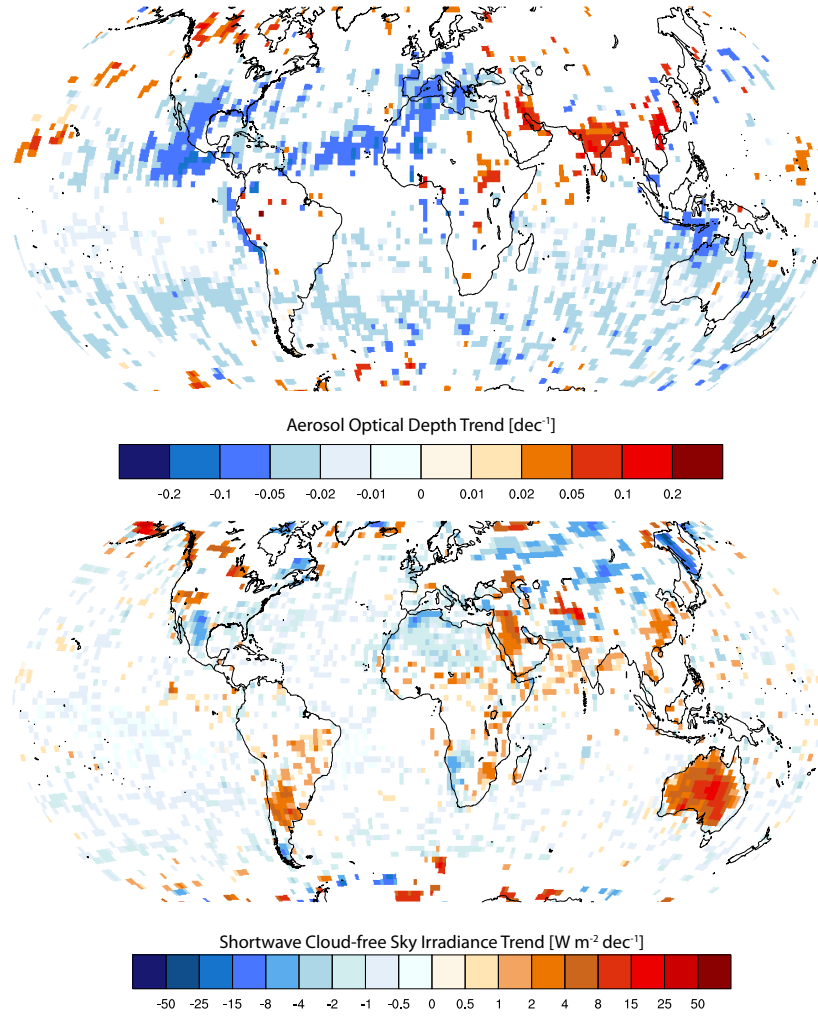 Aerosol Optical Depth Trend [dec⁻¹]
-0.2 -0.1 -0.05 -0.02 -0.01 0 0.01 0.02 0.05 0.1 0.2
Shortwave Cloud-free Sky Irradiance Trend [W m⁻² dec⁻¹]
-50 -25 -15 -8 -4 -2 -1 -0.5 0 0.5 1 2 4 8 15 25 50